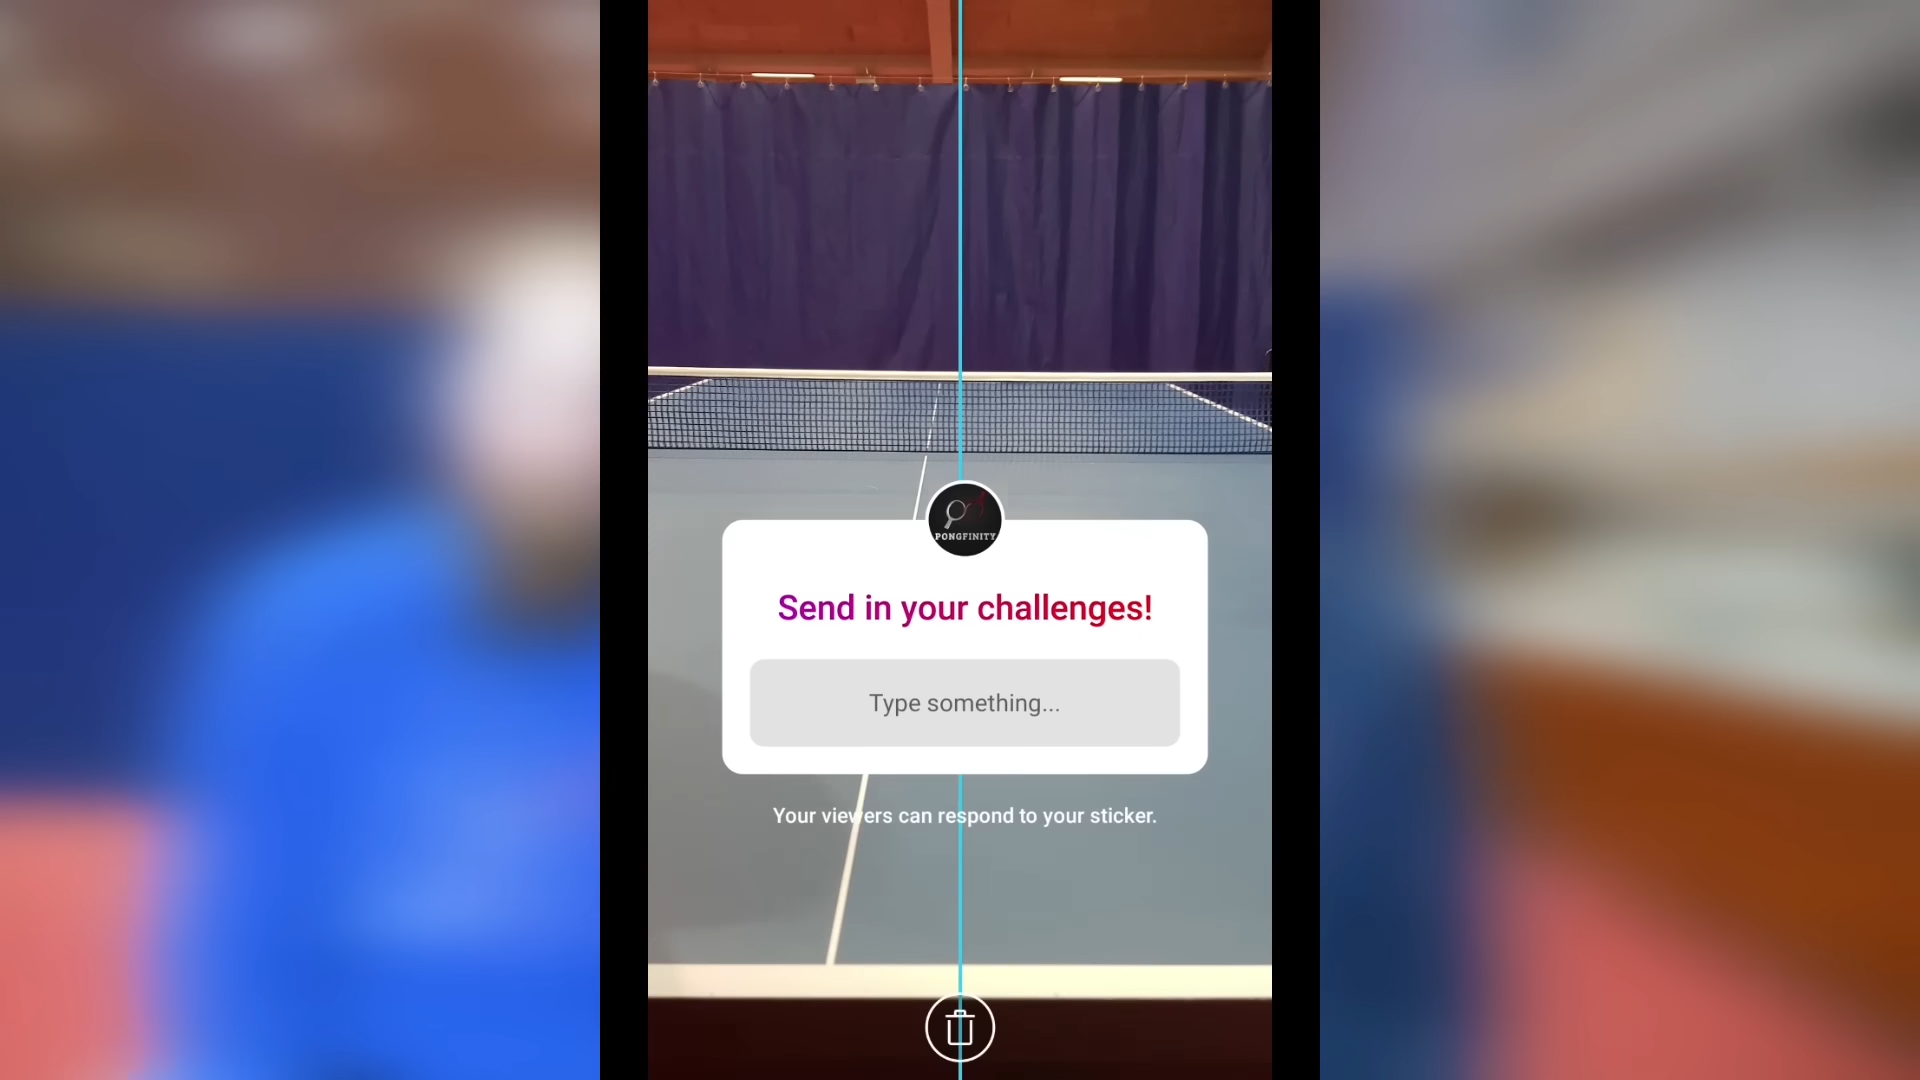 PONGFINITY
Send in your challenges!
Type something...
Your viewers can respond to your sticker.